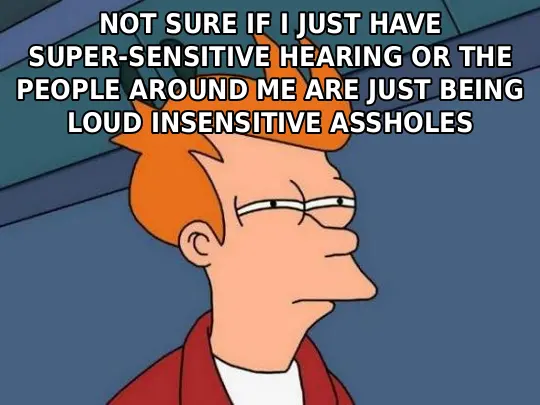 NOT SURE IF I JUST HAVE
SUPER-SENSITIVE HEARING OR THE
PEOPLE AROUND ME ARE JUST BEING
LOUD INSENSITIVE ASSHOLES